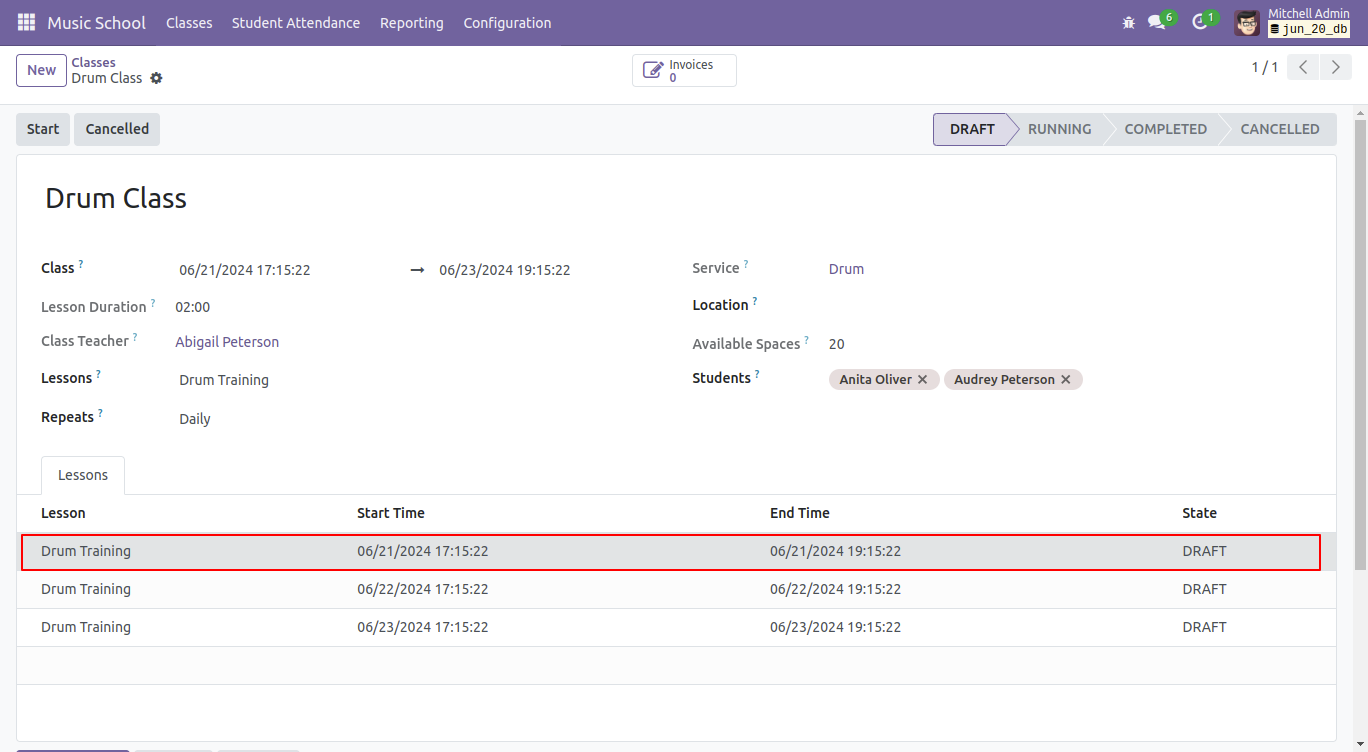 Music School Classes Student Attendance Reporting Configuration 6 1 Mitchell Admin
jun_20_db
New Classes
Drum Class
Invoices
0
1 / 1
Start Cancelled DRAFT RUNNING COMPLETED CANCELLED
Drum Class
Class ? 06/21/2024 17:15:22 → 06/23/2024 19:15:22 Service ? Drum
Lesson Duration ? 02:00 Location ?
Class Teacher ? Abigail Peterson Available Spaces ? 20
Lessons ? Drum Training Students ? Anita Oliver ✕ Audrey Peterson ✕
Repeats ? Daily
Lessons
Lesson Start Time End Time State
Drum Training 06/21/2024 17:15:22 06/21/2024 19:15:22 DRAFT
Drum Training 06/22/2024 17:15:22 06/22/2024 19:15:22 DRAFT
Drum Training 06/23/2024 17:15:22 06/23/2024 19:15:22 DRAFT